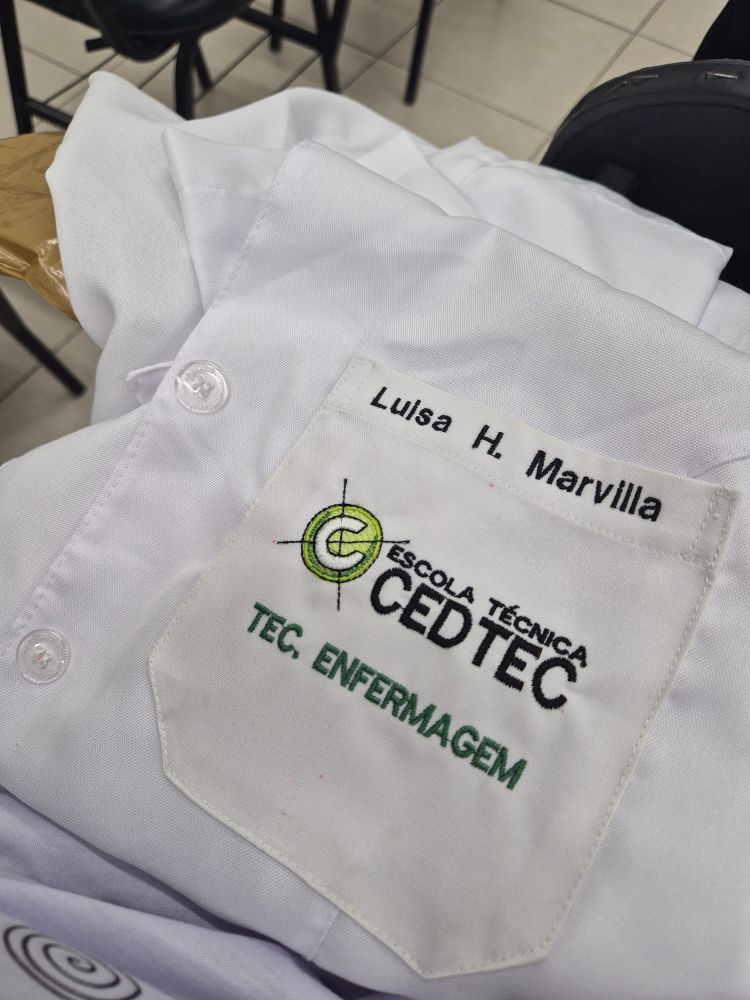 Luisa H. Marvilla
C
ESCOLA TÉCNICA
CEDTEC
TEC. ENFERMAGEM